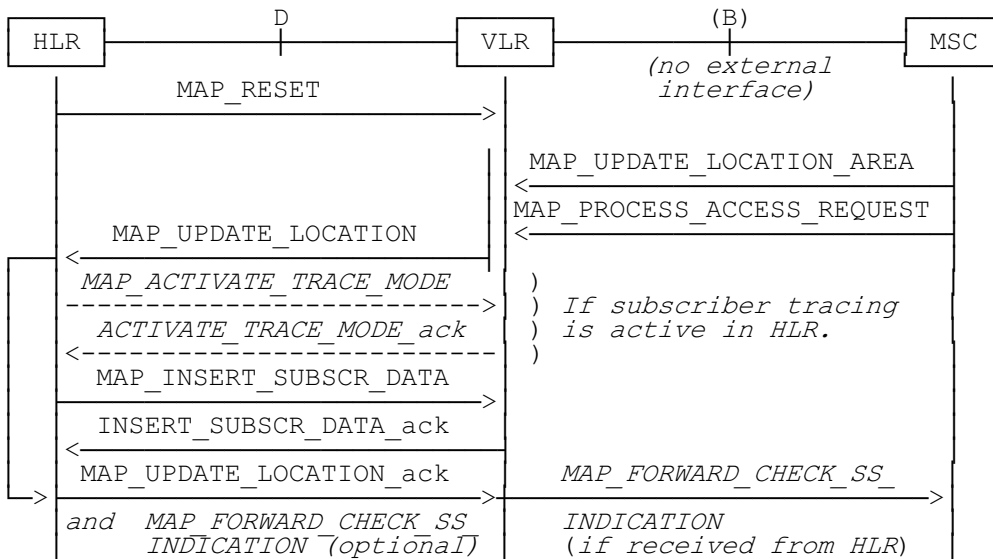 D
(B)
HLR
VLR
MSC
(no external
interface)
MAP_RESET
MAP_UPDATE_LOCATION_AREA
MAP_PROCESS_ACCESS_REQUEST
MAP_UPDATE_LOCATION
MAP_ACTIVATE_TRACE_MODE
)
) If subscriber tracing
ACTIVATE_TRACE_MODE_ack
) is active in HLR.
)
MAP_INSERT_SUBSCR_DATA
INSERT_SUBSCR_DATA_ack
MAP_UPDATE_LOCATION_ack
MAP_FORWARD_CHECK_SS_
and MAP_FORWARD_CHECK_SS_
INDICATION (optional)
INDICATION
(if received from HLR)